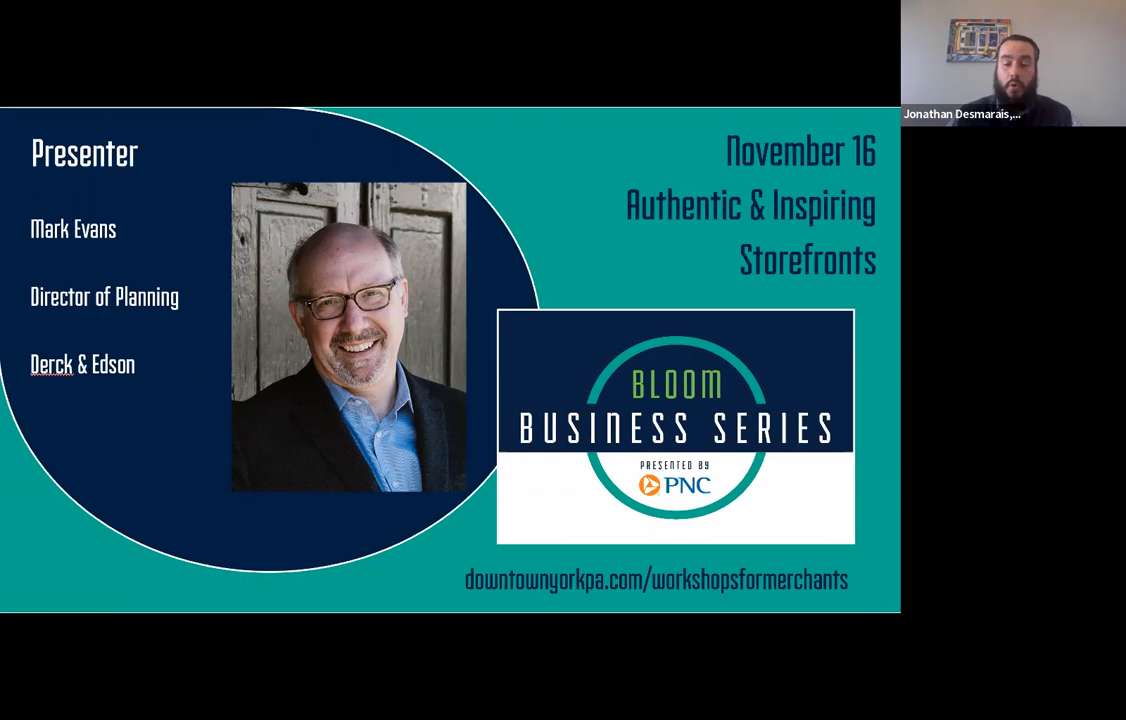 Presenter
Mark Evans
Director of Planning
Derck & Edson
November 16
Authentic & Inspiring
Storefronts
BLOOM
BUSINESS SERIES
PRESENTED BY
PNC
downtownyorkpa.com/workshopsformerchants
Jonathan Desmarais,...